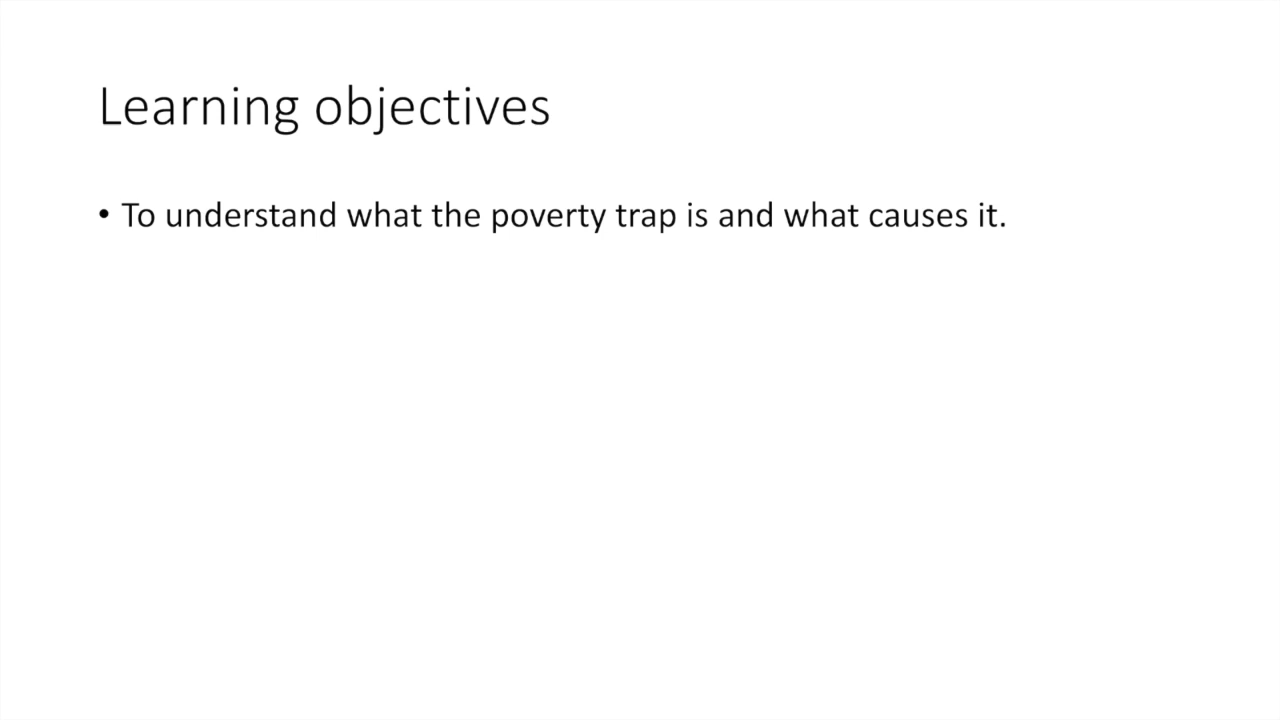 Learning objectives
• To understand what the poverty trap is and what causes it.